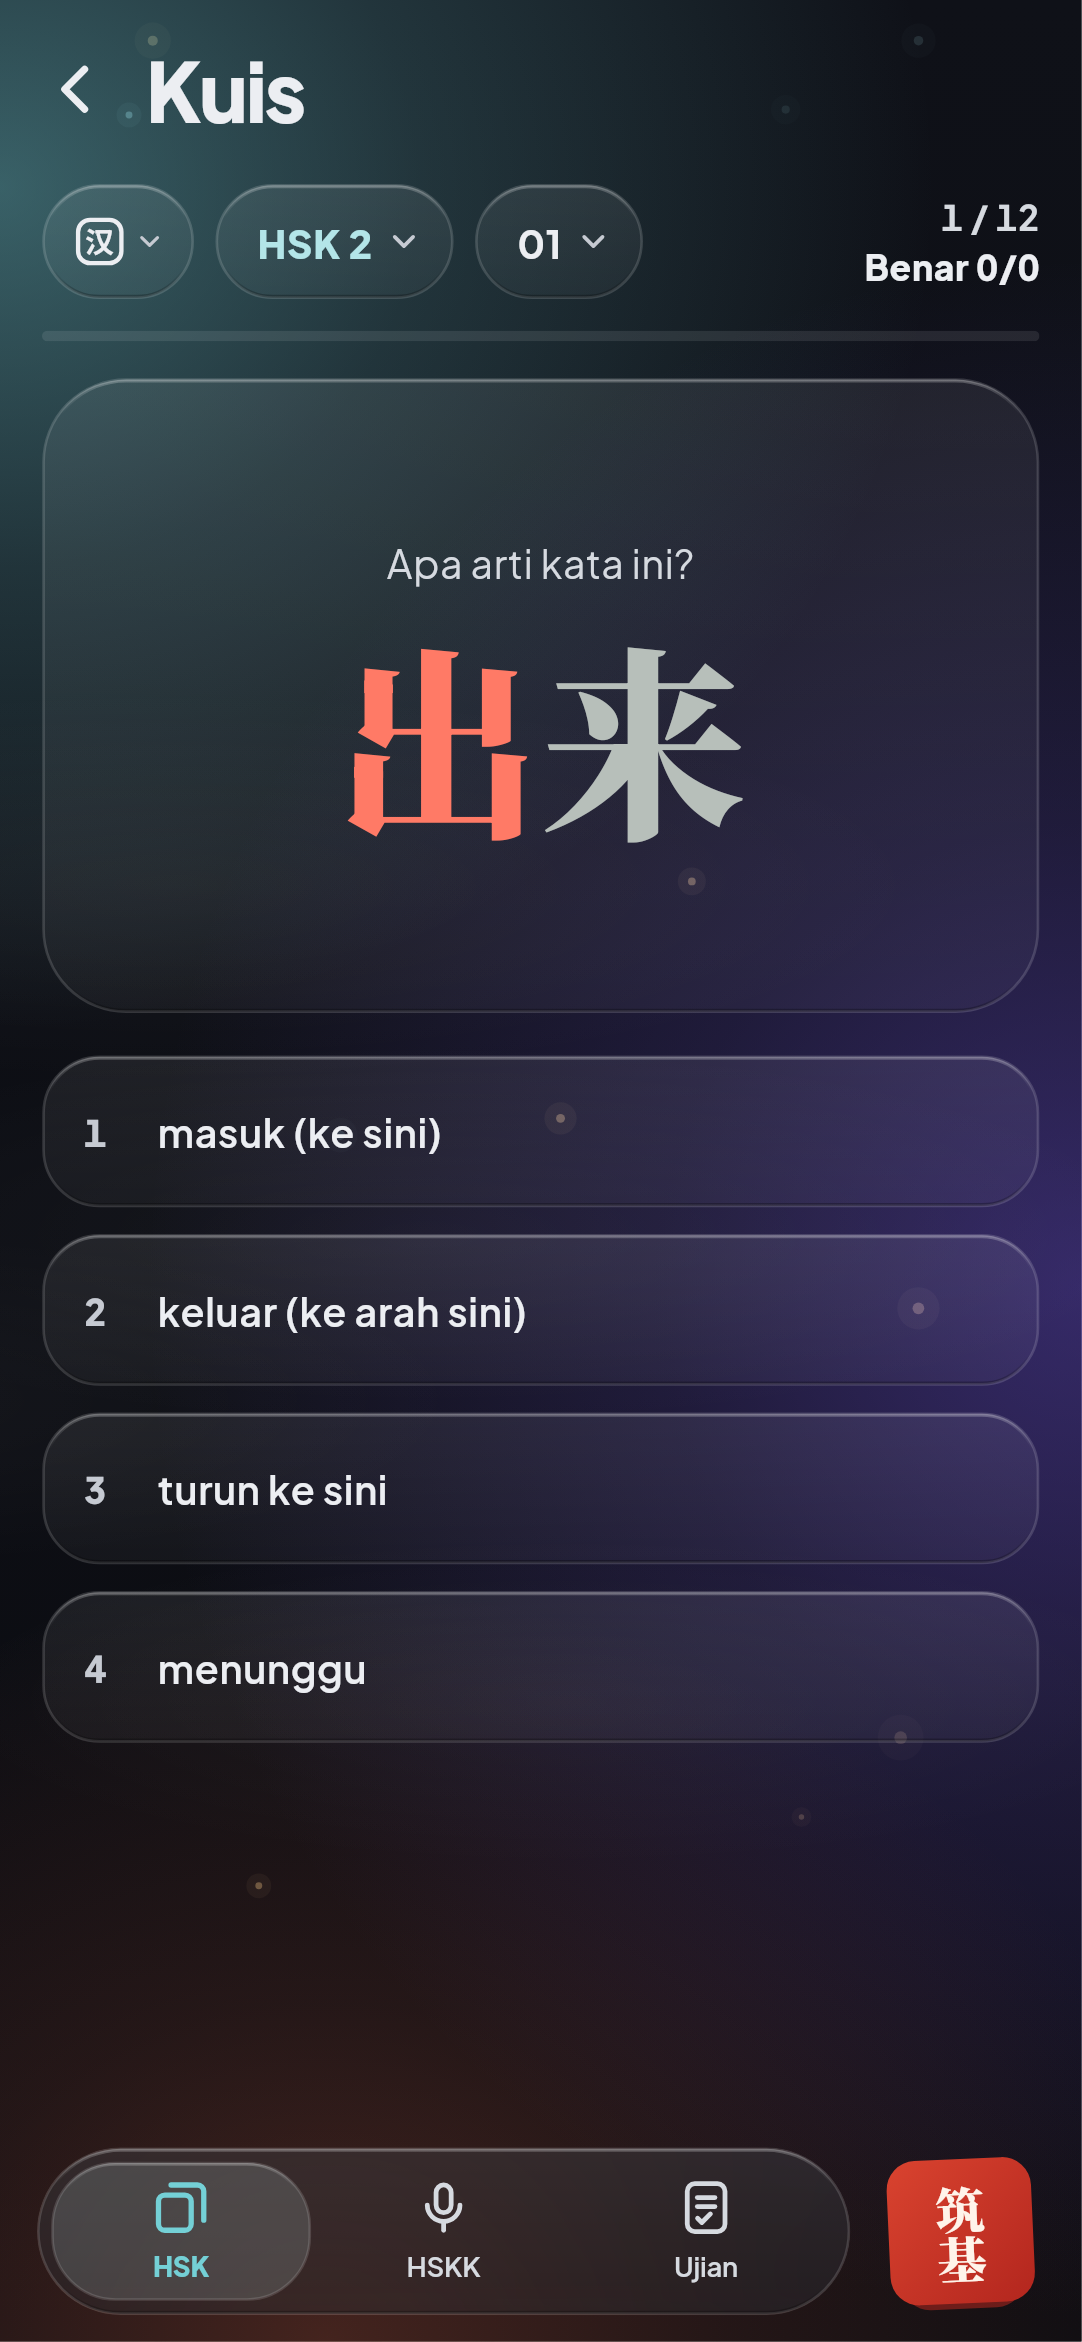 Kuis
汉
HSK 2
01
1 / 12
Benar 0/0
Apa arti kata ini?
出来
1 masuk (ke sini)
2 keluar (ke arah sini)
3 turun ke sini
4 menunggu
HSK
HSKK
Ujian
筑
基